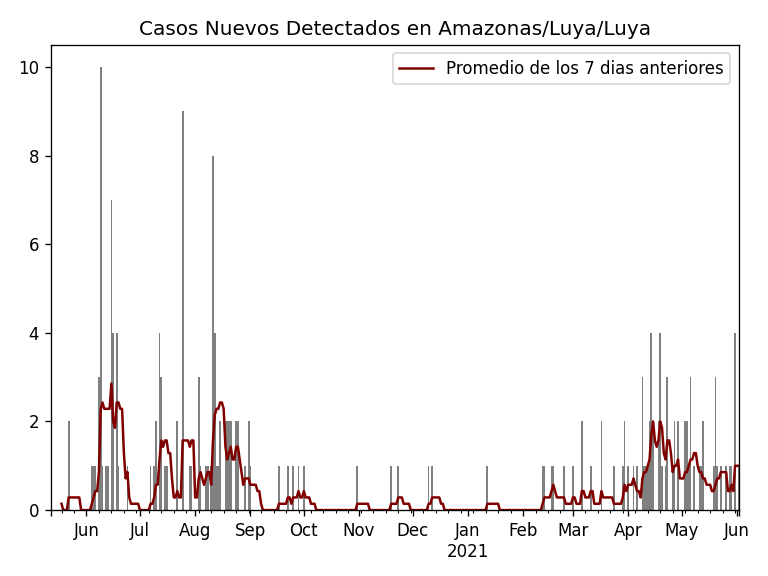 Casos Nuevos Detectados en Amazonas/Luya/Luya
Promedio de los 7 dias anteriores
10
8
6
4
2
0
Jun Jul Aug Sep Oct Nov Dec Jan Feb Mar Apr May Jun
2021